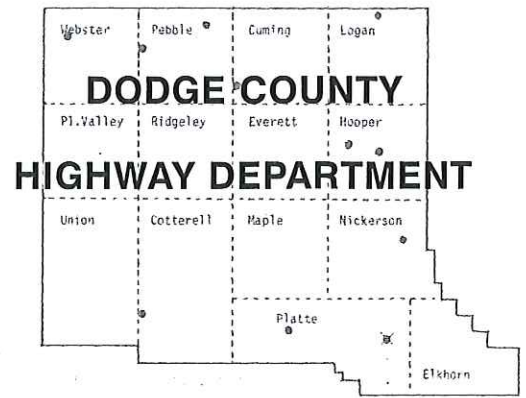 Webster Pebble Cuming Logan
DODGE COUNTY
Pl.Valley Ridgeley Everett Hooper
HIGHWAY DEPARTMENT
Union Cotterell Maple Nickerson
Platte
Elkhorn